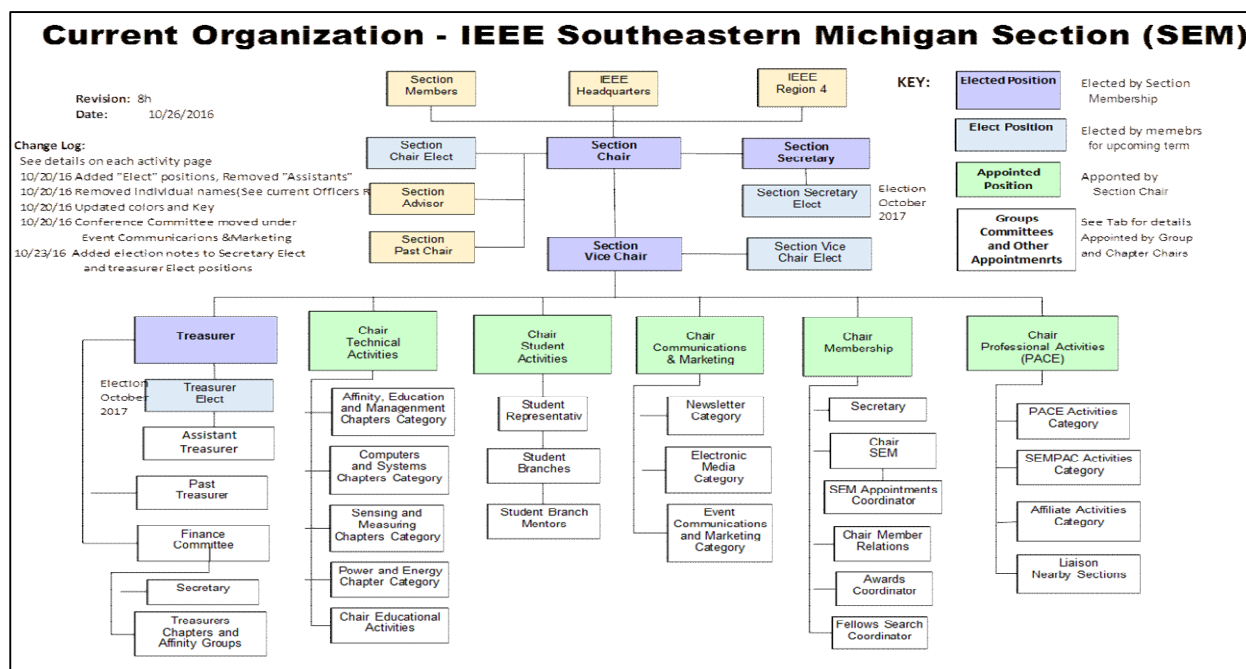 Current Organization - IEEE Southeastern Michigan Section (SEM)
Revision: 8h
Date: 10/26/2016
Change Log:
See details on each activity page
10/20/16 Added "Elect" positions, Removed "Assistants"
10/20/16 Removed Individual names(See current Officers R
10/20/16 Updated colors and Key
10/20/16 Conference Committee moved under
Event Communicarions &Marketing
10/23/16 Added election notes to Secretary Elect
and treasurer Elect positions
Section
Members
IEEE
Headquarters
IEEE
Region 4
KEY:
Elected Position
Elected by Section
Membership
Elect Position
Elected by memebrs
for upcoming term
Appointed
Position
Apponted by
Section Chair
Groups
Committees
and Other
Appointmenrts
See Tab for details
Appointed by Group
and Chapter Chairs
Section
Chair Elect
Section
Chair
Section
Secretary
Section
Advisor
Section Secretary
Elect
Election
October
2017
Section
Past Chair
Section
Vice Chair
Section Vice
Chair Elect
Treasurer
Election
October
2017
Treasurer
Elect
Assistant
Treasurer
Past
Treasurer
Finance
Committee
Secretary
Treasurers
Chapters and
Affinity Groups
Chair
Technical
Activities
Affinity, Education
and Managenment
Chapters Category
Computers
and Systems
Chapters Category
Sensing and
Measuring
Chapters Category
Power and Energy
Chapter Category
Chair Educational
Activities
Chair
Student
Activities
Student
Representativ
Student
Branches
Student Branch
Mentors
Chair
Communications
& Marketing
Newsletter
Category
Electronic
Media
Category
Event
Communications
and Marketing
Category
Chair
Membership
Secretary
Chair
SEM
SEM Appointments
Coordinator
Chair Member
Relations
Awards
Coordinator
Fellows Search
Coordinator
Chair
Professional Activities
(PACE)
PACE Activities
Category
SEMPAC Activities
Category
Affiliate Activities
Category
Liaison
Nearby Sections